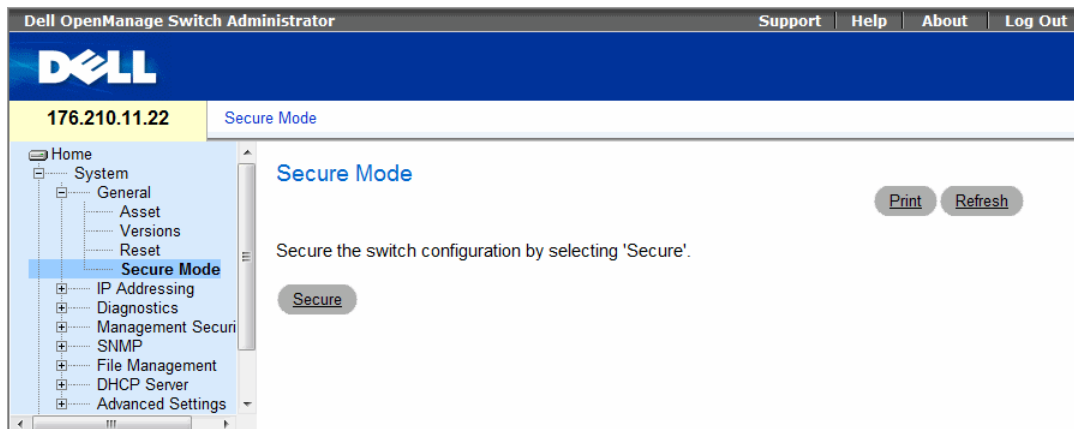 Dell OpenManage Switch Administrator Support Help About Log Out
DELL
176.210.11.22 Secure Mode
Home
System
General
Asset
Versions
Reset
Secure Mode
IP Addressing
Diagnostics
Management Securi
SNMP
File Management
DHCP Server
Advanced Settings
Secure Mode
Print Refresh
Secure the switch configuration by selecting 'Secure'.
Secure